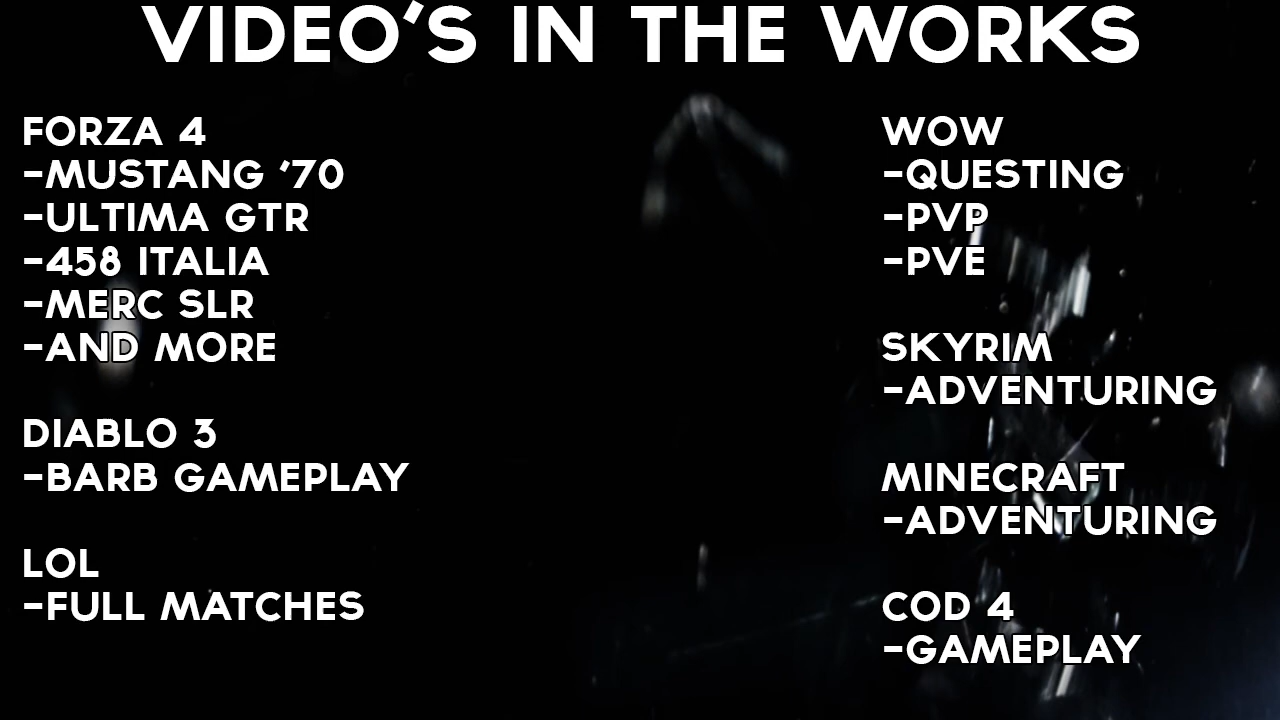 VIDEO'S IN THE WORKS
FORZA 4
-MUSTANG '70
-ULTIMA GTR
-458 ITALIA
-MERC SLR
-AND MORE
DIABLO 3
-BARB GAMEPLAY
LOL
-FULL MATCHES
WOW
-QUESTING
-PVP
-PVE
SKYRIM
-ADVENTURING
MINECRAFT
-ADVENTURING
COD 4
-GAMEPLAY